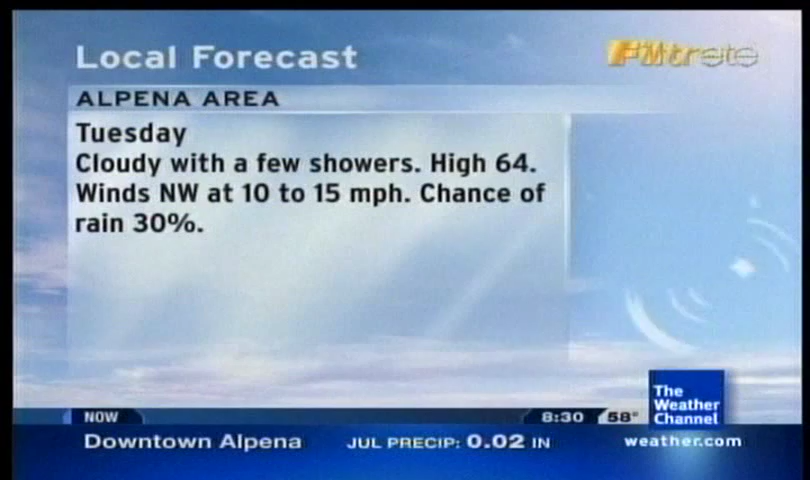 Local Forecast
Filtrete
ALPENA AREA
Tuesday
Cloudy with a few showers. High 64.
Winds NW at 10 to 15 mph. Chance of
rain 30%.
NOW
8:30 58°
The
Weather
Channel
Downtown Alpena JUL PRECIP: 0.02 IN
weather.com